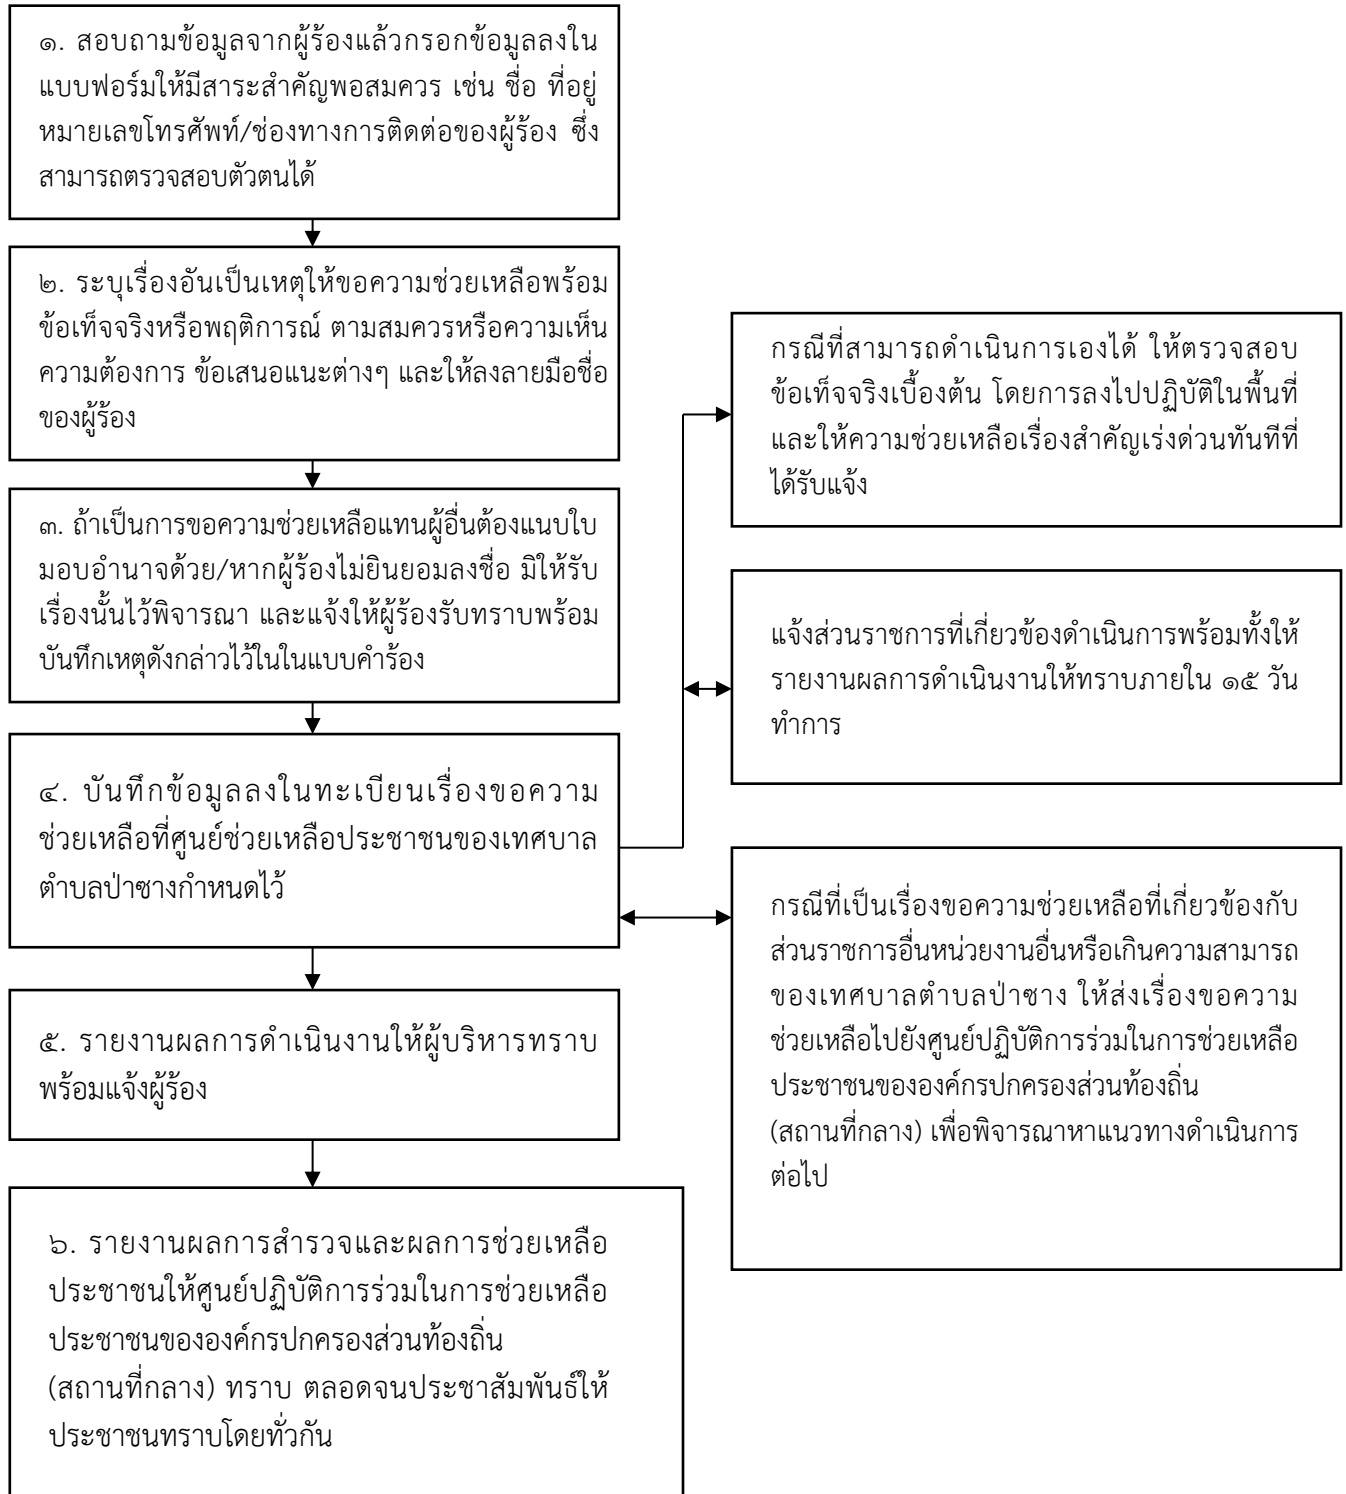 ๑. สอบถามข้อมูลจากผู้ร้องแล้วกรอกข้อมูลลงใน
แบบฟอร์มให้มีสาระสำคัญพอสมควร เช่น ชื่อ ที่อยู่
หมายเลขโทรศัพท์/ช่องทางการติดต่อของผู้ร้อง ซึ่ง
สามารถตรวจสอบตัวตนได้
๒. ระบุเรื่องอันเป็นเหตุให้ขอความช่วยเหลือพร้อม
ข้อเท็จจริงหรือพฤติการณ์ ตามสมควรหรือความเห็น
ความต้องการ ข้อเสนอแนะต่างๆ และให้ลงลายมือชื่อ
ของผู้ร้อง
๓. ถ้าเป็นการขอความช่วยเหลือแทนผู้อื่นต้องแนบใบ
มอบอำนาจด้วย/หากผู้ร้องไม่ยินยอมลงชื่อ มิให้รับ
เรื่องนั้นไว้พิจารณา และแจ้งให้ผู้ร้องรับทราบพร้อม
บันทึกเหตุดังกล่าวไว้ในในแบบคำร้อง
๔. บันทึกข้อมูลลงในทะเบียนเรื่องขอความ
ช่วยเหลือที่ศูนย์ช่วยเหลือประชาชนของเทศบาล
ตำบลป่าซางกำหนดไว้
๕. รายงานผลการดำเนินงานให้ผู้บริหารทราบ
พร้อมแจ้งผู้ร้อง
๖. รายงานผลการสำรวจและผลการช่วยเหลือ
ประชาชนให้ศูนย์ปฏิบัติการร่วมในการช่วยเหลือ
ประชาชนขององค์กรปกครองส่วนท้องถิ่น
(สถานที่กลาง) ทราบ ตลอดจนประชาสัมพันธ์ให้
ประชาชนทราบโดยทั่วกัน
กรณีที่สามารถดำเนินการเองได้ ให้ตรวจสอบ
ข้อเท็จจริงเบื้องต้น โดยการลงไปปฏิบัติในพื้นที่
และให้ความช่วยเหลือเรื่องสำคัญเร่งด่วนทันทีที่
ได้รับแจ้ง
แจ้งส่วนราชการที่เกี่ยวข้องดำเนินการพร้อมทั้งให้
รายงานผลการดำเนินงานให้ทราบภายใน ๑๕ วัน
ทำการ
กรณีที่เป็นเรื่องขอความช่วยเหลือที่เกี่ยวข้องกับ
ส่วนราชการอื่นหน่วยงานอื่นหรือเกินความสามารถ
ของเทศบาลตำบลป่าซาง ให้ส่งเรื่องขอความ
ช่วยเหลือไปยังศูนย์ปฏิบัติการร่วมในการช่วยเหลือ
ประชาชนขององค์กรปกครองส่วนท้องถิ่น
(สถานที่กลาง) เพื่อพิจารณาหาแนวทางดำเนินการ
ต่อไป